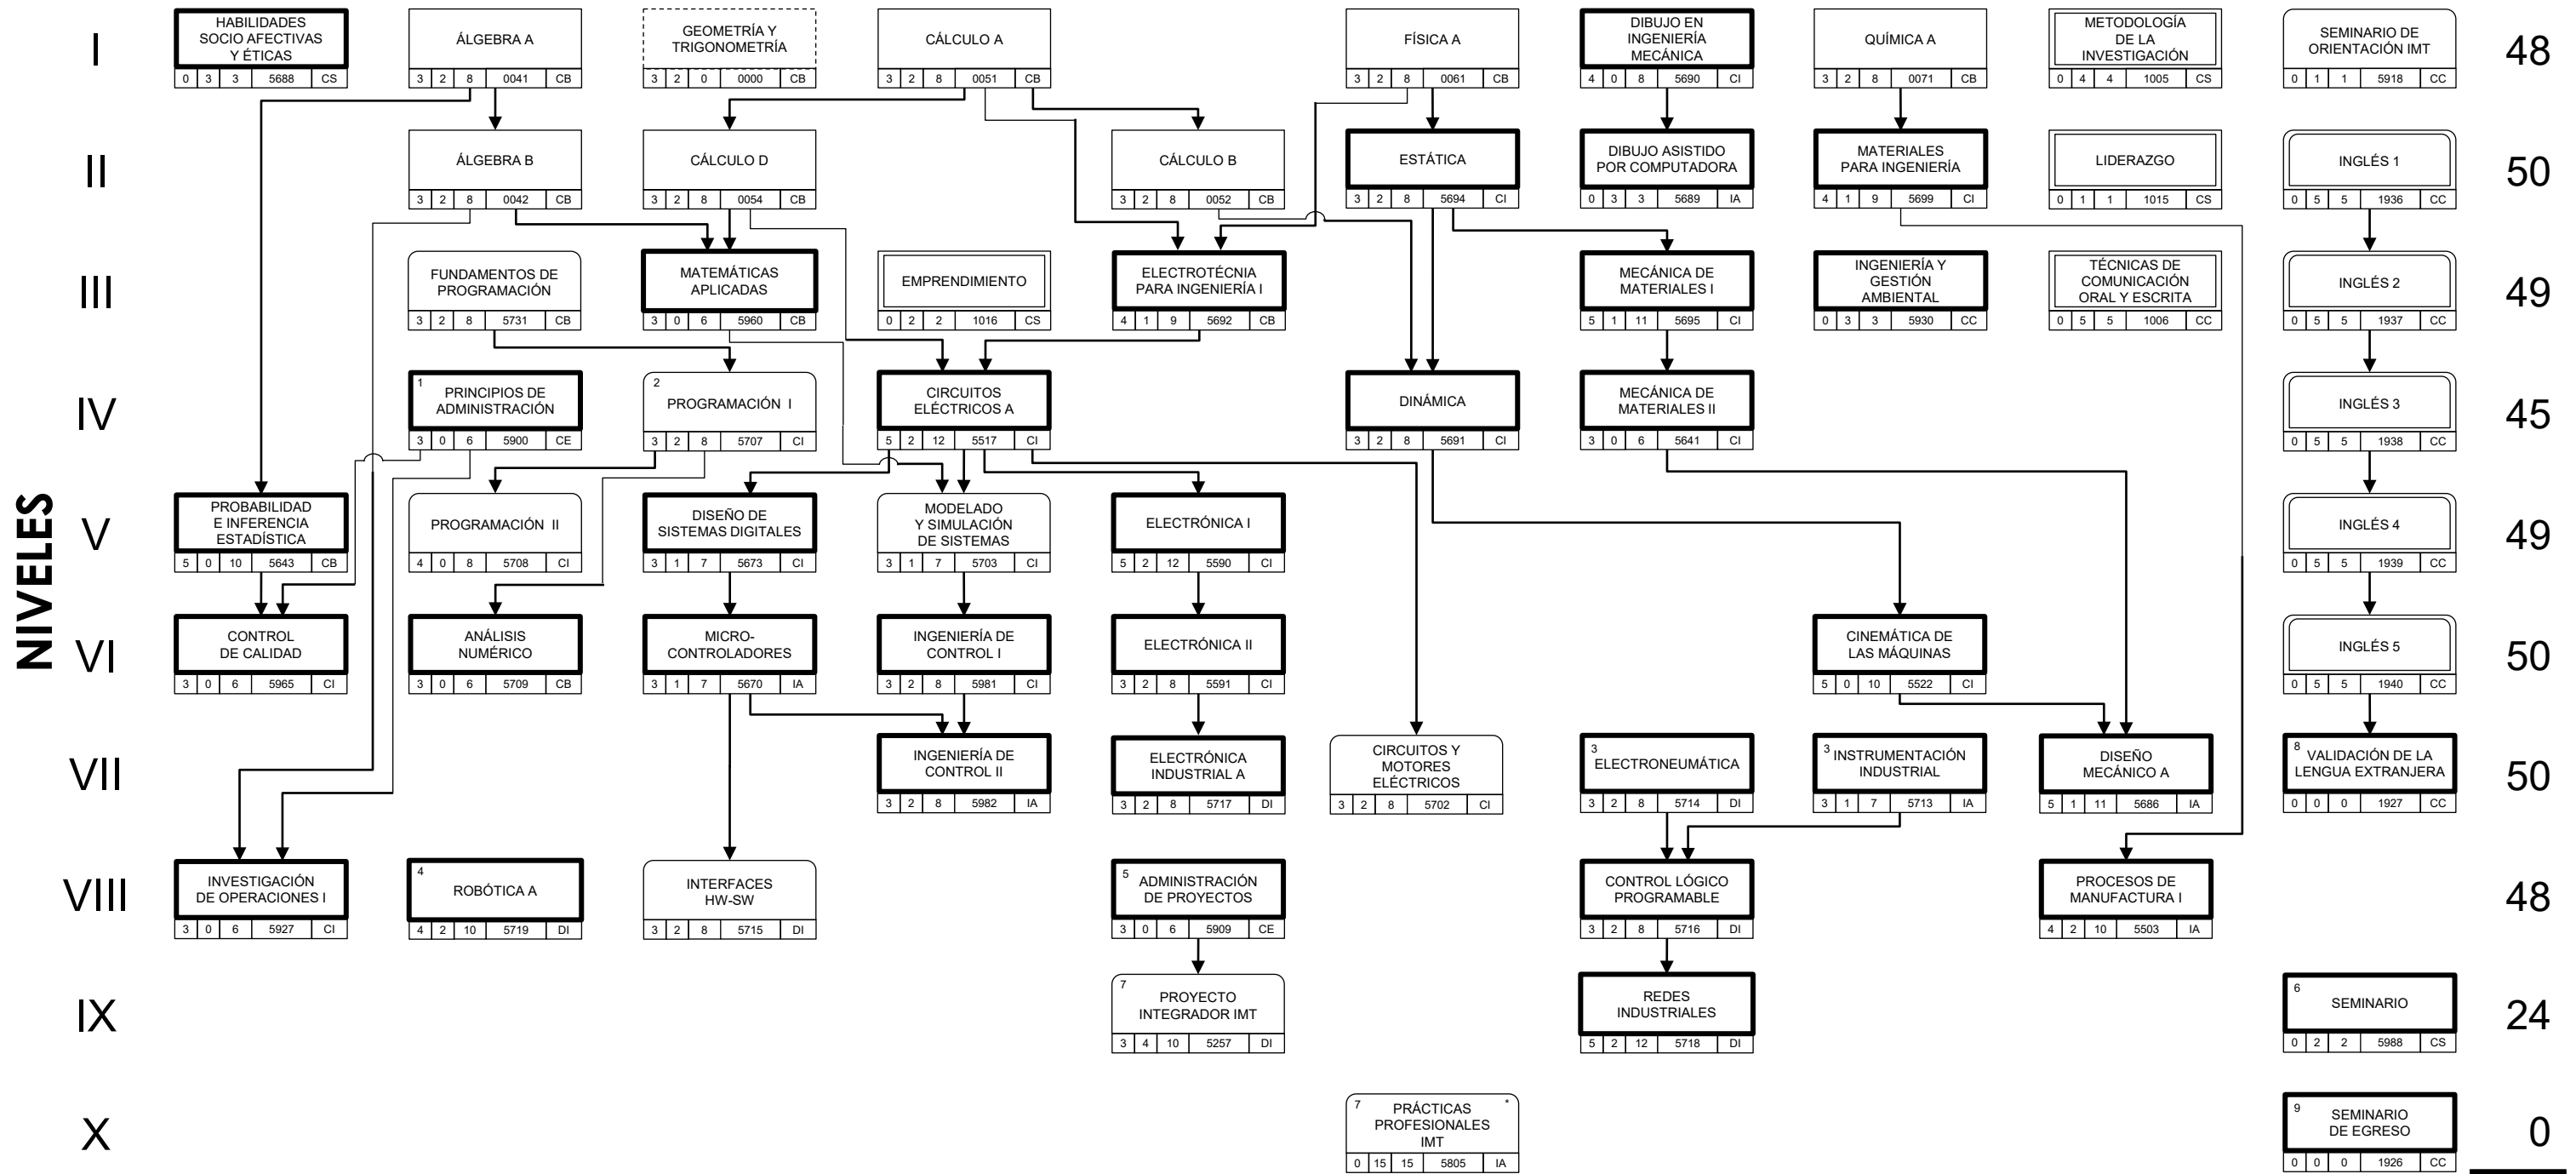 NIVELES
I
HABILIDADES
SOCIO AFECTIVAS
Y ÉTICAS
0 3 3 5688 CS
ÁLGEBRA A
3 2 8 0041 CB
GEOMETRÍA Y
TRIGONOMETRÍA
3 2 0 0000 CB
CÁLCULO A
3 2 8 0051 CB
FÍSICA A
3 2 8 0061 CB
DIBUJO EN
INGENIERÍA
MECÁNICA
4 0 8 5690 CI
QUÍMICA A
3 2 8 0071 CB
METODOLOGÍA
DE LA
INVESTIGACIÓN
0 4 4 1005 CS
SEMINARIO DE
ORIENTACIÓN IMT
0 1 1 5918 CC
48
II
ÁLGEBRA B
3 2 8 0042 CB
CÁLCULO D
3 2 8 0054 CB
CÁLCULO B
3 2 8 0052 CB
ESTÁTICA
3 2 8 5694 CI
DIBUJO ASISTIDO
POR COMPUTADORA
0 3 3 5689 IA
MATERIALES
PARA INGENIERÍA
4 1 9 5699 CI
LIDERAZGO
0 1 1 1015 CS
INGLÉS 1
0 5 5 1936 CC
50
III
FUNDAMENTOS DE
PROGRAMACIÓN
3 2 8 5731 CB
MATEMÁTICAS
APLICADAS
3 0 6 5960 CB
EMPRENDIMIENTO
0 2 2 1016 CS
ELECTROTÉCNIA
PARA INGENIERÍA I
4 1 9 5692 CB
MECÁNICA DE
MATERIALES I
5 1 11 5695 CI
INGENIERÍA Y
GESTIÓN
AMBIENTAL
0 3 3 5930 CC
TÉCNICAS DE
COMUNICACIÓN
ORAL Y ESCRITA
0 5 5 1006 CC
INGLÉS 2
0 5 5 1937 CC
49
IV
1
PRINCIPIOS DE
ADMINISTRACIÓN
3 0 6 5900 CE
2
PROGRAMACIÓN I
3 2 8 5707 CI
CIRCUITOS
ELÉCTRICOS A
5 2 12 5517 CI
DINÁMICA
3 2 8 5691 CI
MECÁNICA DE
MATERIALES II
3 0 6 5641 CI
INGLÉS 3
0 5 5 1938 CC
45
V
PROBABILIDAD
E INFERENCIA
ESTADÍSTICA
5 0 10 5643 CB
PROGRAMACIÓN II
4 0 8 5708 CI
DISEÑO DE
SISTEMAS DIGITALES
3 1 7 5673 CI
MODELADO
Y SIMULACIÓN
DE SISTEMAS
3 1 7 5703 CI
ELECTRÓNICA I
5 2 12 5590 CI
INGLÉS 4
0 5 5 1939 CC
49
VI
CONTROL
DE CALIDAD
3 0 6 5965 CI
ANÁLISIS
NUMÉRICO
3 0 6 5709 CB
MICRO-
CONTROLADORES
3 1 7 5670 IA
INGENIERÍA DE
CONTROL I
3 2 8 5981 CI
ELECTRÓNICA II
3 2 8 5591 CI
CINEMÁTICA DE
LAS MÁQUINAS
5 0 10 5522 CI
INGLÉS 5
0 5 5 1940 CC
50
VII
INGENIERÍA DE
CONTROL II
3 2 8 5982 IA
ELECTRÓNICA
INDUSTRIAL A
3 2 8 5717 DI
CIRCUITOS Y
MOTORES
ELÉCTRICOS
3 2 8 5702 CI
3
ELECTRONEUMÁTICA
3 2 8 5714 DI
3
INSTRUMENTACIÓN
INDUSTRIAL
3 1 7 5713 IA
DISEÑO
MECÁNICO A
5 1 11 5686 IA
8
VALIDACIÓN DE LA
LENGUA EXTRANJERA
0 0 0 1927 CC
50
VIII
INVESTIGACIÓN
DE OPERACIONES I
3 0 6 5927 CI
4
ROBÓTICA A
4 2 10 5719 DI
INTERFACES
HW-SW
3 2 8 5715 DI
5
ADMINISTRACIÓN
DE PROYECTOS
3 0 6 5909 CE
CONTROL LÓGICO
PROGRAMABLE
3 2 8 5716 DI
PROCESOS DE
MANUFACTURA I
4 2 10 5503 IA
48
IX
7
PROYECTO
INTEGRADOR IMT
3 4 10 5257 DI
REDES
INDUSTRIALES
5 2 12 5718 DI
6
SEMINARIO
0 2 2 5988 CS
24
X
7 *
PRÁCTICAS
PROFESIONALES
IMT
0 15 15 5805 IA
9
SEMINARIO
DE EGRESO
0 0 0 1926 CC
0